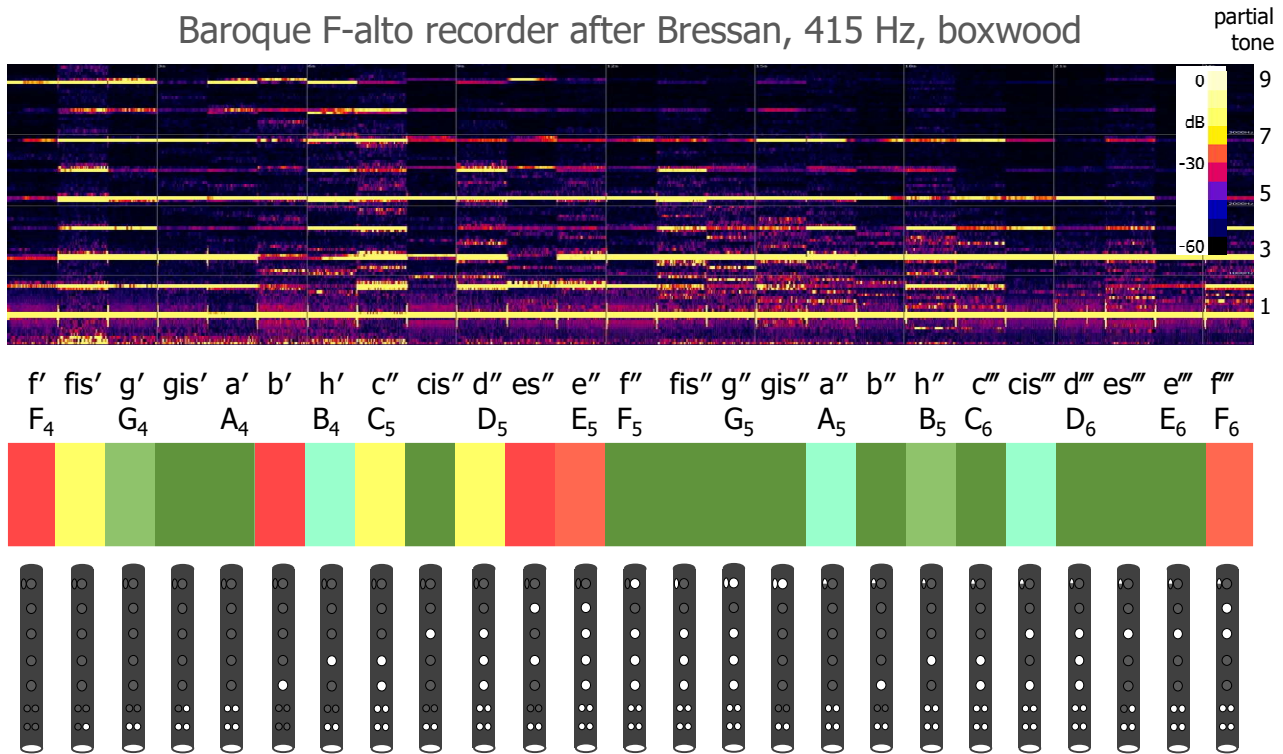 Baroque F-alto recorder after Bressan, 415 Hz, boxwood
partial
tone
0
dB
-30
-60
9
7
5
3
1
f′ fis′ g′ gis′ a′ b′ h′ c″ cis″ d″ es″ e″ f″ fis″ g″ gis″ a″ b″ h″ c‴ cis‴ d‴ es‴ e‴ f‴
F4 G4 A4 B4 C5 D5 E5 F5 G5 A5 B5 C6 D6 E6 F6